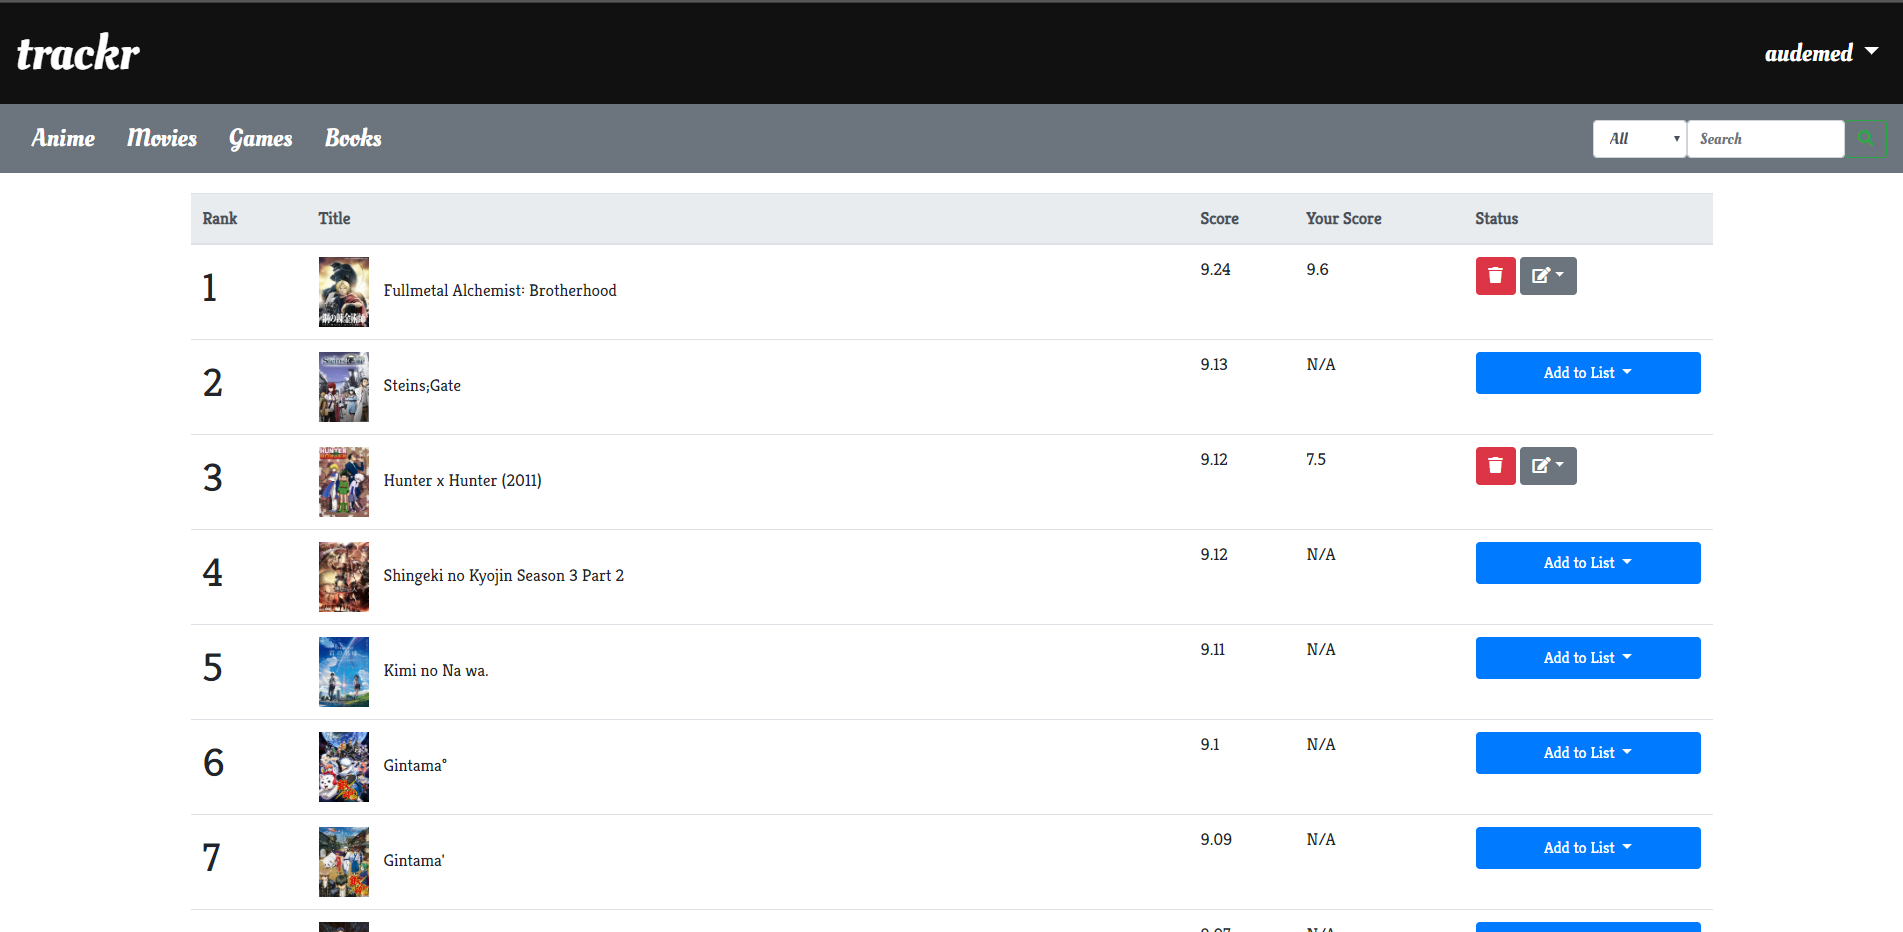 trackr
audemed
Anime Movies Games Books
All Search
Rank Title Score Your Score Status
1 Fullmetal Alchemist: Brotherhood 9.24 9.6
2 Steins;Gate 9.13 N/A Add to List
3 Hunter x Hunter (2011) 9.12 7.5
4 Shingeki no Kyojin Season 3 Part 2 9.12 N/A Add to List
5 Kimi no Na wa. 9.11 N/A Add to List
6 Gintama° 9.1 N/A Add to List
7 Gintama' 9.09 N/A Add to List